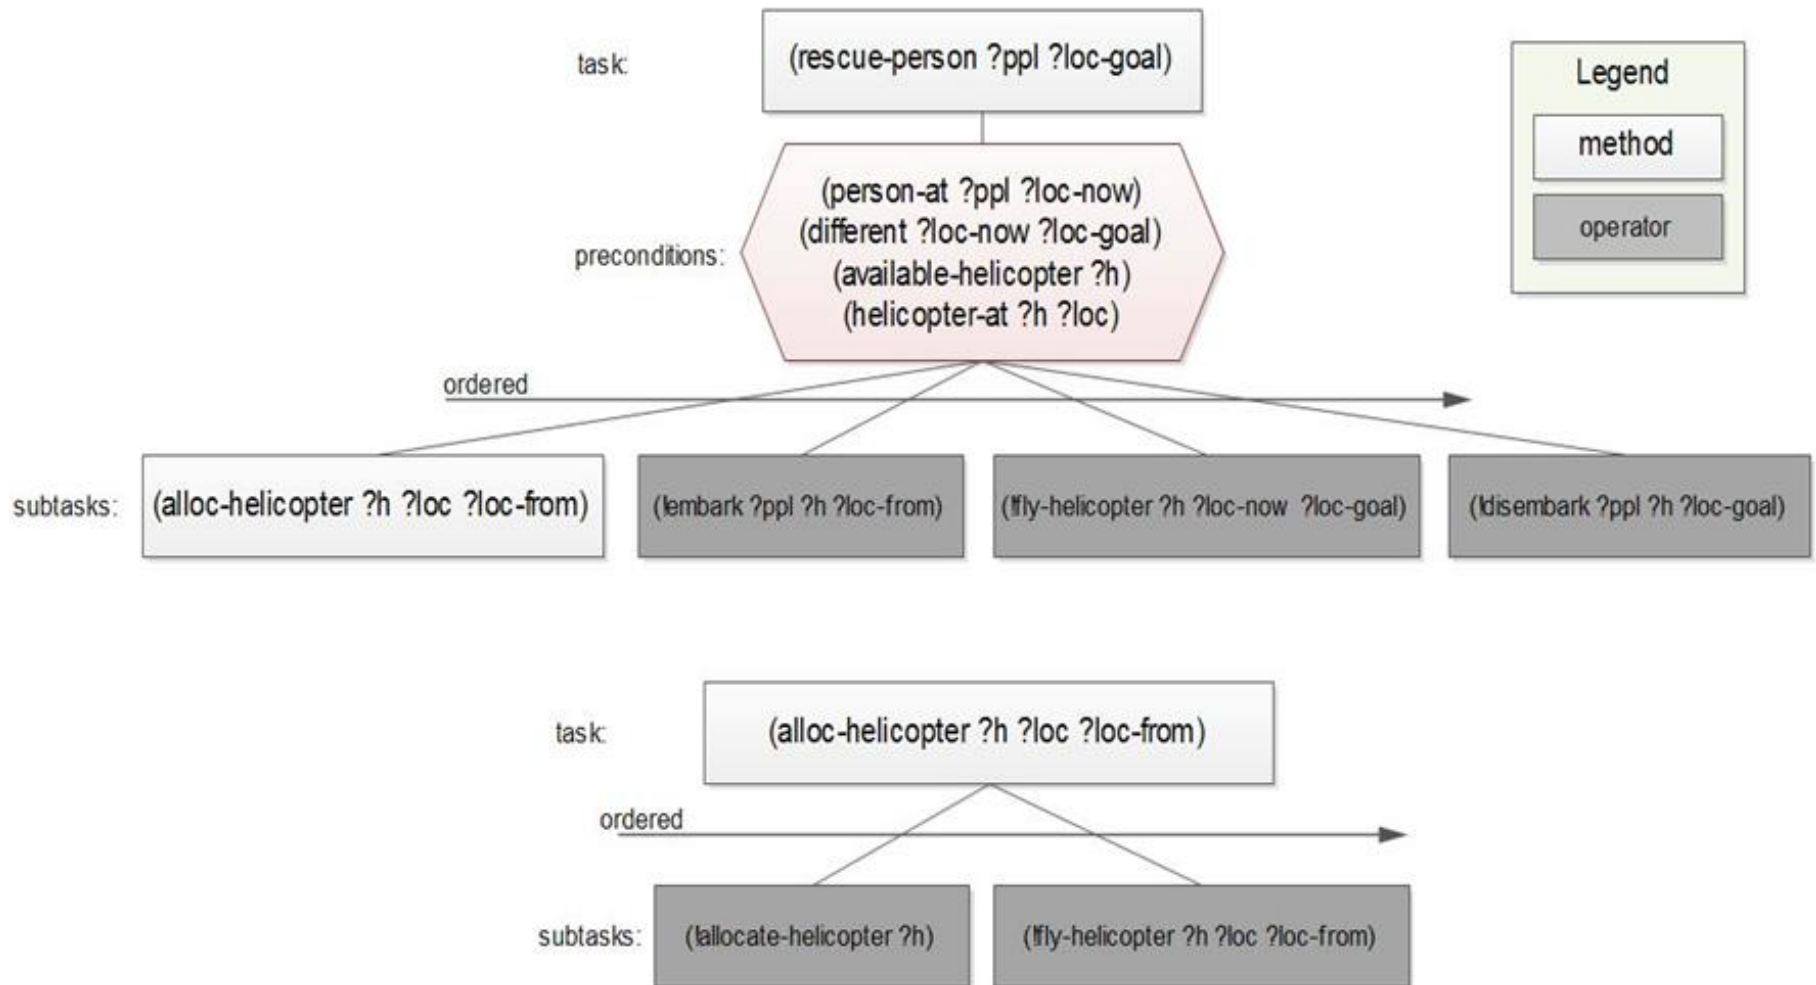 task:
(rescue-person ?ppl ?loc-goal)
Legend
method
operator
preconditions:
(person-at ?ppl ?loc-now)
(different ?loc-now ?loc-goal)
(available-helicopter ?h)
(helicopter-at ?h ?loc)
ordered
subtasks:
(alloc-helicopter ?h ?loc ?loc-from)
(!embark ?ppl ?h ?loc-from)
(!fly-helicopter ?h ?loc-now ?loc-goal)
(!disembark ?ppl ?h ?loc-goal)
task:
(alloc-helicopter ?h ?loc ?loc-from)
ordered
subtasks:
(!allocate-helicopter ?h)
(!fly-helicopter ?h ?loc ?loc-from)